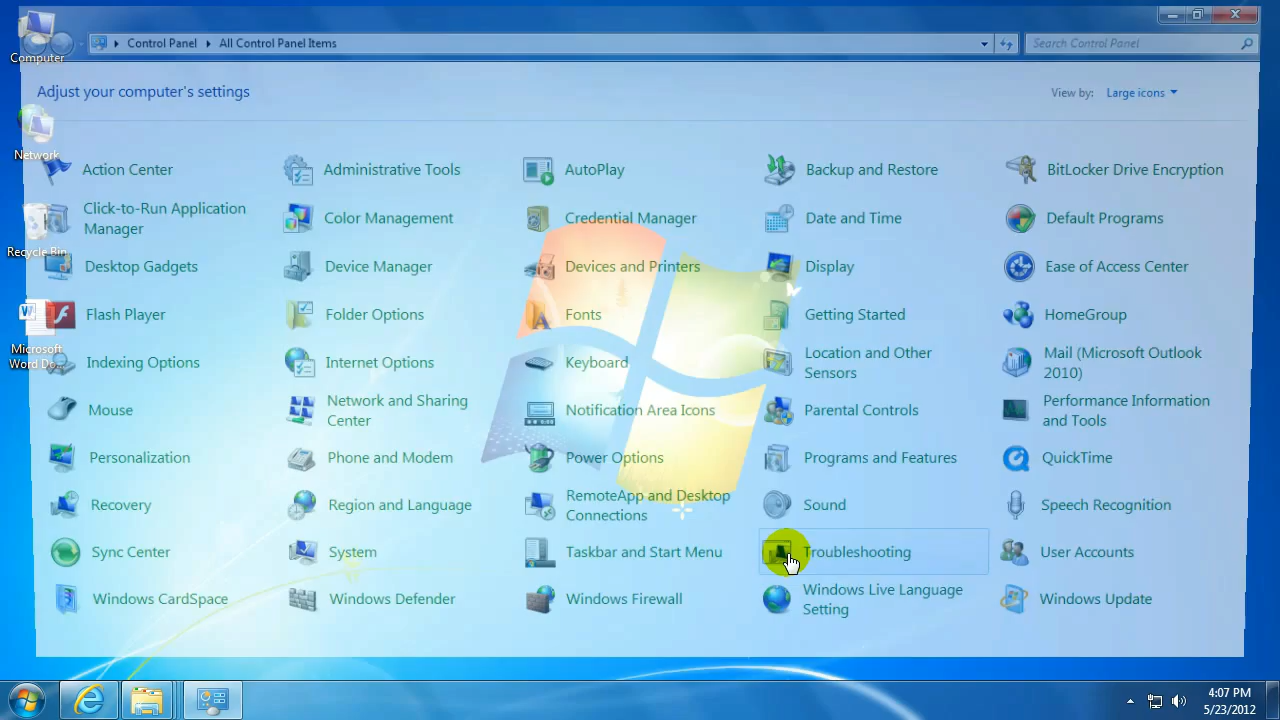 Computer
Control Panel
All Control Panel Items
Search Control Panel
Adjust your computer's settings
View by:
Large icons
Network
Action Center
Administrative Tools
AutoPlay
Backup and Restore
BitLocker Drive Encryption
Click-to-Run Application
Manager
Color Management
Credential Manager
Date and Time
Default Programs
Recycle Bin
Desktop Gadgets
Device Manager
Devices and Printers
Display
Ease of Access Center
Flash Player
Folder Options
Fonts
Getting Started
HomeGroup
Microsoft
Word Do...
Indexing Options
Internet Options
Keyboard
Location and Other
Sensors
Mail (Microsoft Outlook
2010)
Mouse
Network and Sharing
Center
Notification Area Icons
Parental Controls
Performance Information
and Tools
Personalization
Phone and Modem
Power Options
Programs and Features
QuickTime
Recovery
Region and Language
RemoteApp and Desktop
Connections
Sound
Speech Recognition
Sync Center
System
Taskbar and Start Menu
Troubleshooting
User Accounts
Windows CardSpace
Windows Defender
Windows Firewall
Windows Live Language
Setting
Windows Update
4:07 PM
5/23/2012